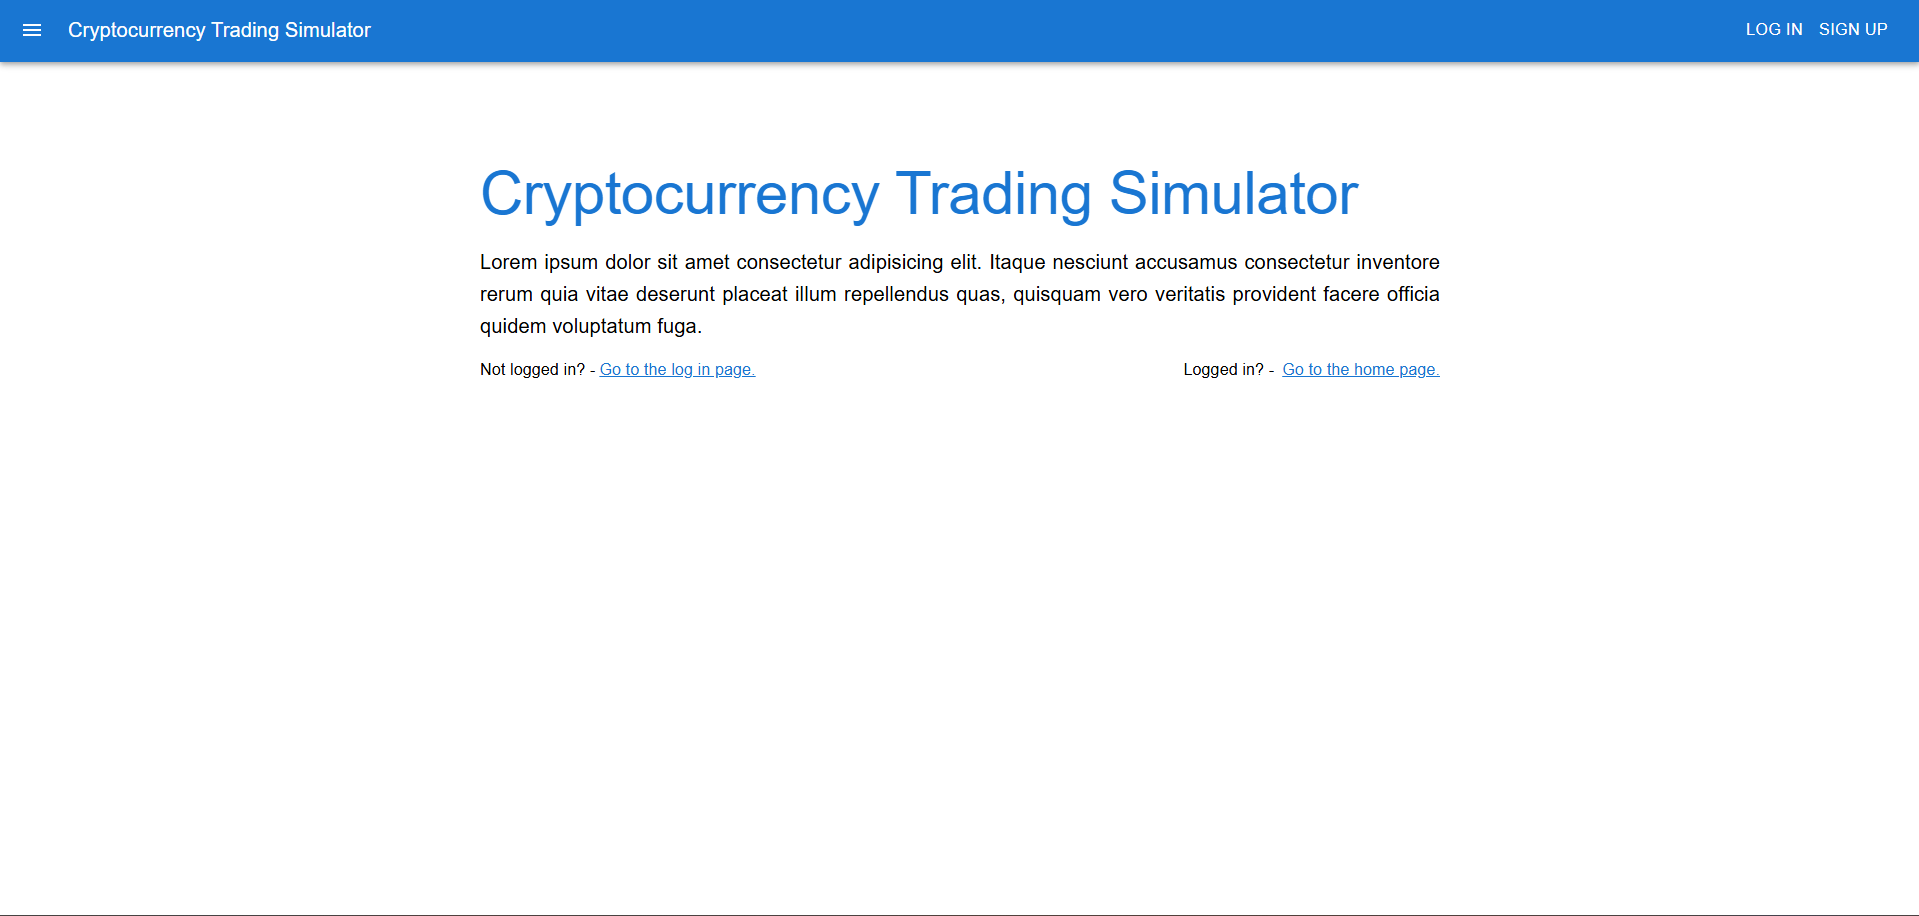 Cryptocurrency Trading Simulator
LOG IN SIGN UP
Cryptocurrency Trading Simulator
Lorem ipsum dolor sit amet consectetur adipisicing elit. Itaque nesciunt accusamus consectetur inventore
rerum quia vitae deserunt placeat illum repellendus quas, quisquam vero veritatis provident facere officia
quidem voluptatum fuga.
Not logged in? - Go to the log in page.
Logged in? - Go to the home page.